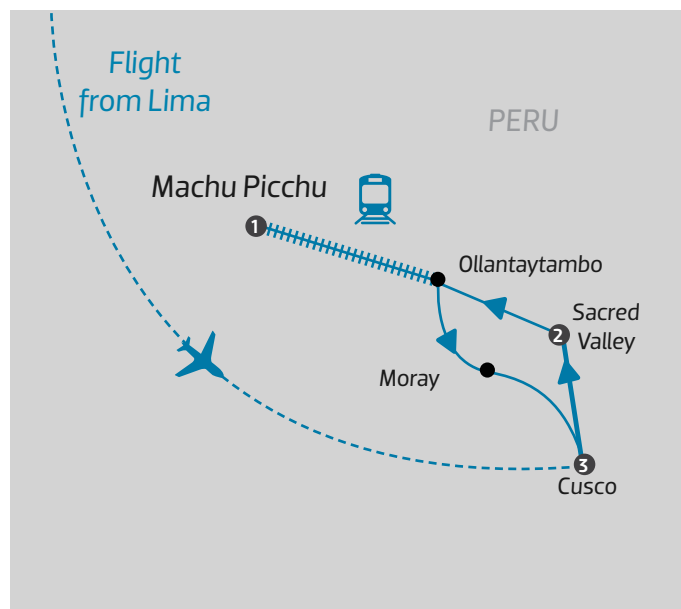 Flight
from Lima
PERU
Machu Picchu
1
Ollantaytambo
Sacred
2
Valley
Moray
3
Cusco